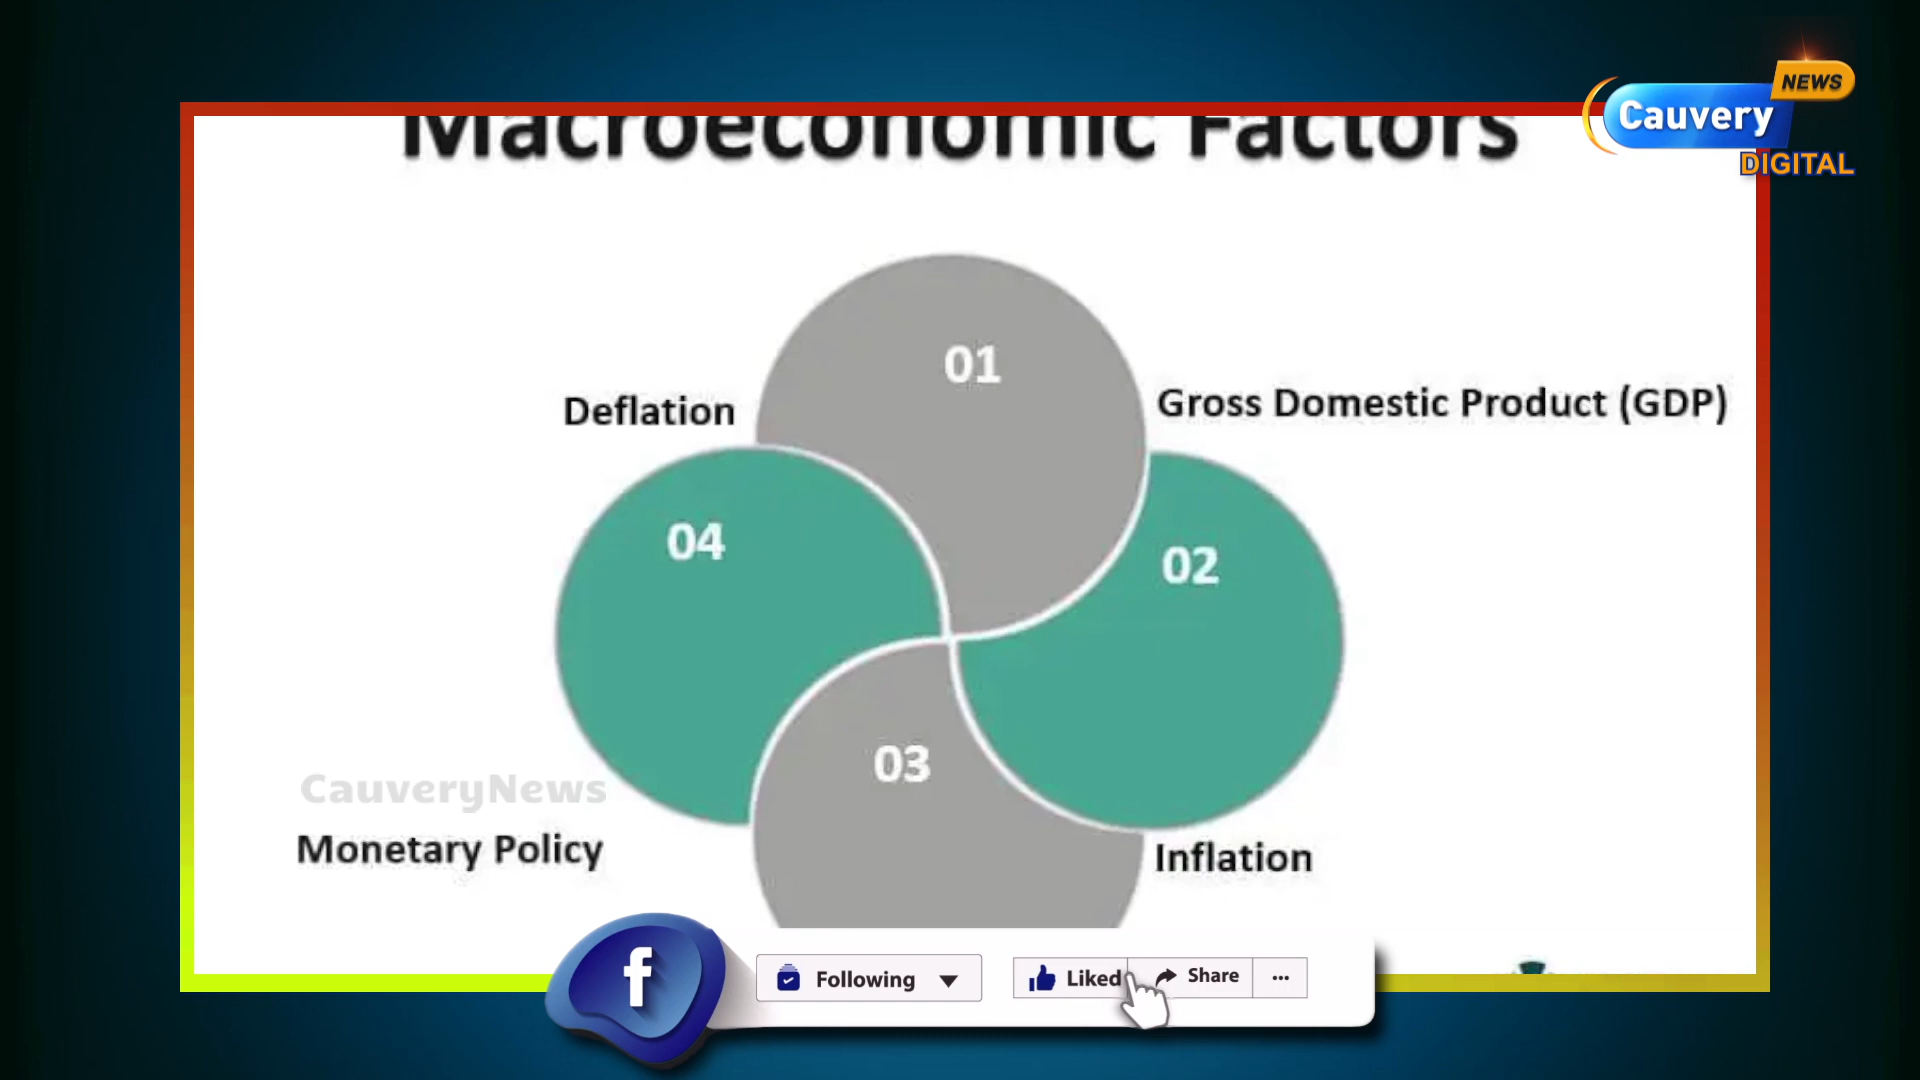 NEWS
Cauvery
DIGITAL
Macroeconomic Factors
01
Deflation
Gross Domestic Product (GDP)
04
02
03
CauveryNews
Monetary Policy
Inflation
f
Following
Liked
Share
...